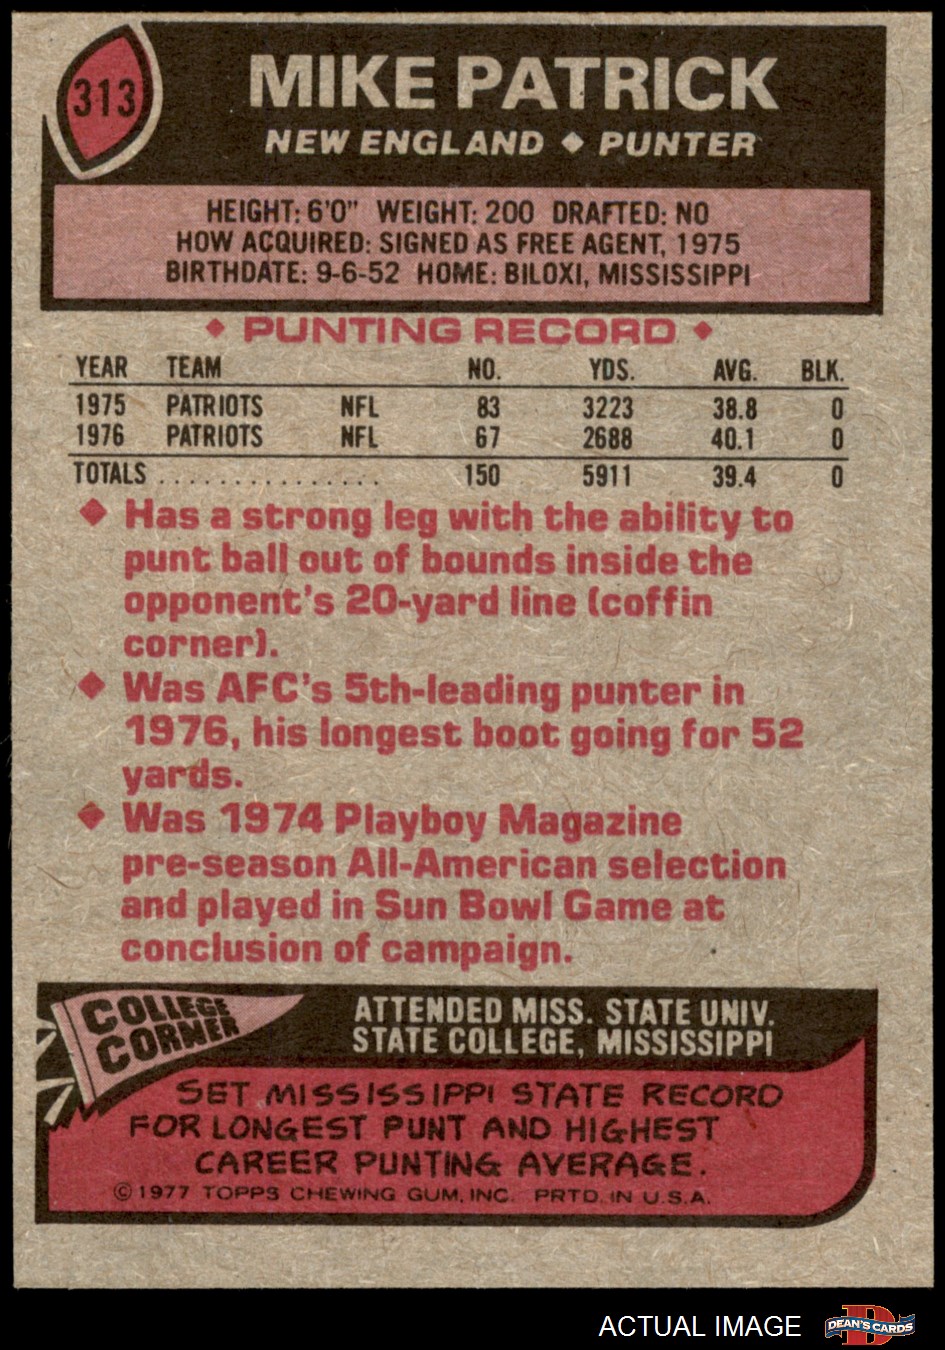 313
MIKE PATRICK
NEW ENGLAND ◆ PUNTER
HEIGHT: 6'0" WEIGHT: 200 DRAFTED: NO
HOW ACQUIRED: SIGNED AS FREE AGENT, 1975
BIRTHDATE: 9-6-52 HOME: BILOXI, MISSISSIPPI
◆ PUNTING RECORD ◆
YEAR TEAM NO. YDS. AVG. BLK.
1975 PATRIOTS NFL 83 3223 38.8 0
1976 PATRIOTS NFL 67 2688 40.1 0
TOTALS . . . . . . . . . . . . . . . 150 5911 39.4 0
◆ Has a strong leg with the ability to
punt ball out of bounds inside the
opponent's 20-yard line (coffin
corner).
◆ Was AFC's 5th-leading punter in
1976, his longest boot going for 52
yards.
◆ Was 1974 Playboy Magazine
pre-season All-American selection
and played in Sun Bowl Game at
conclusion of campaign.
COLLEGE
CORNER
ATTENDED MISS. STATE UNIV.
STATE COLLEGE, MISSISSIPPI
SET MISSISSIPPI STATE RECORD
FOR LONGEST PUNT AND HIGHEST
CAREER PUNTING AVERAGE.
© 1977 TOPPS CHEWING GUM, INC. PRTD. IN U.S.A.
ACTUAL IMAGE
D
DEAN'S CARDS